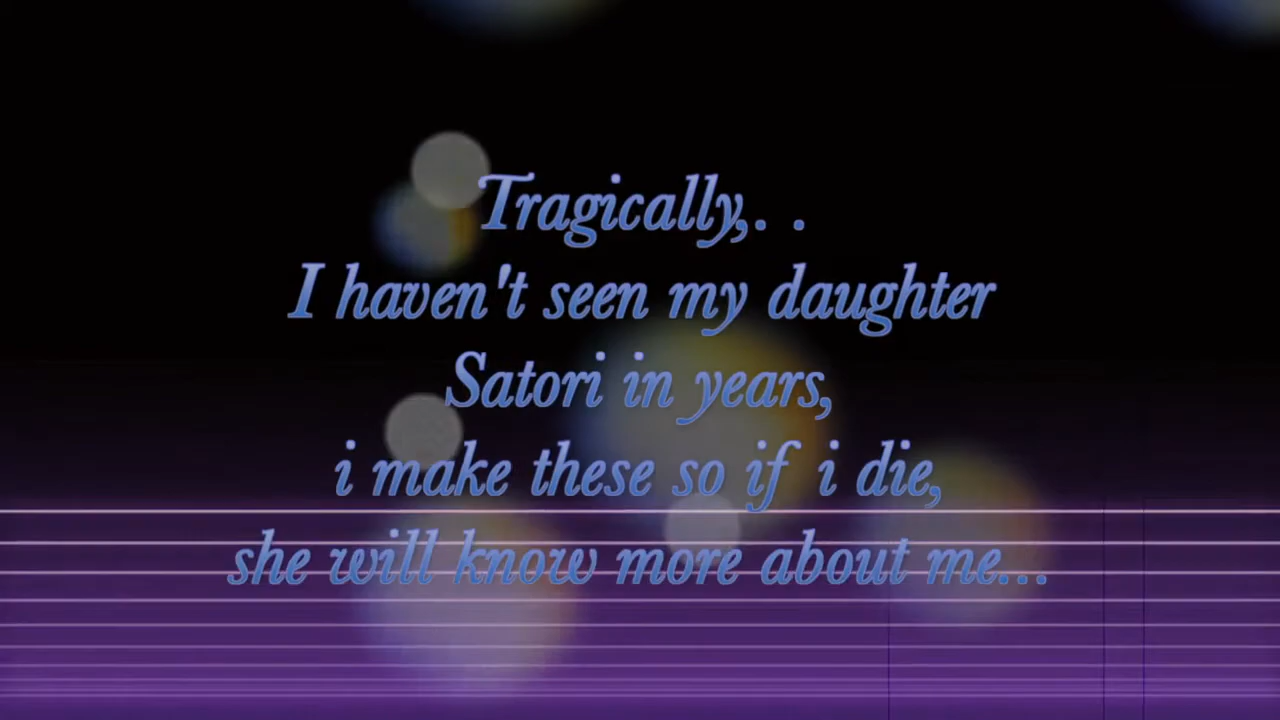 Tragically,. .
I haven't seen my daughter
Satori in years,
i make these so if i die,
she will know more about me...